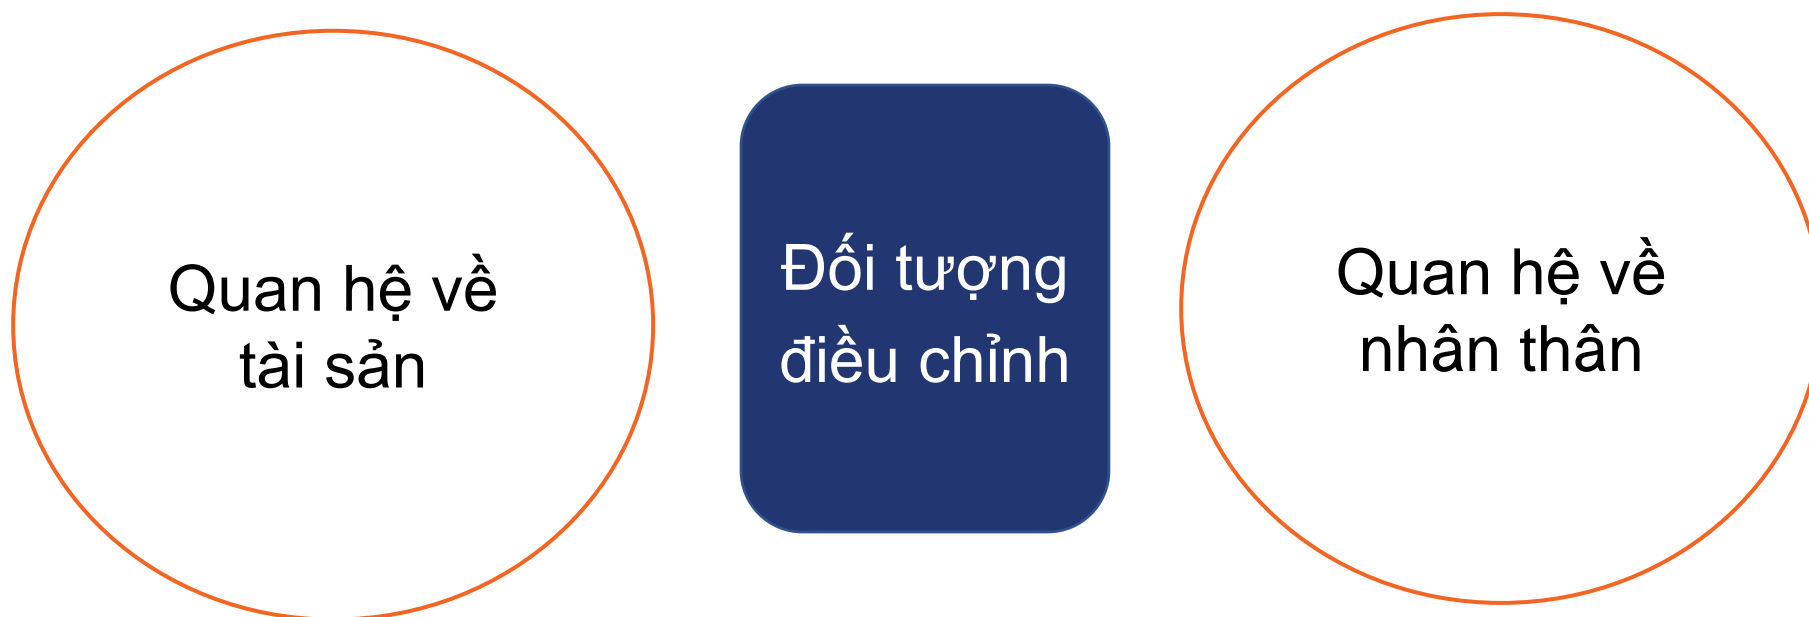 Quan hệ về
tài sản
Đối tượng
điều chỉnh
Quan hệ về
nhân thân